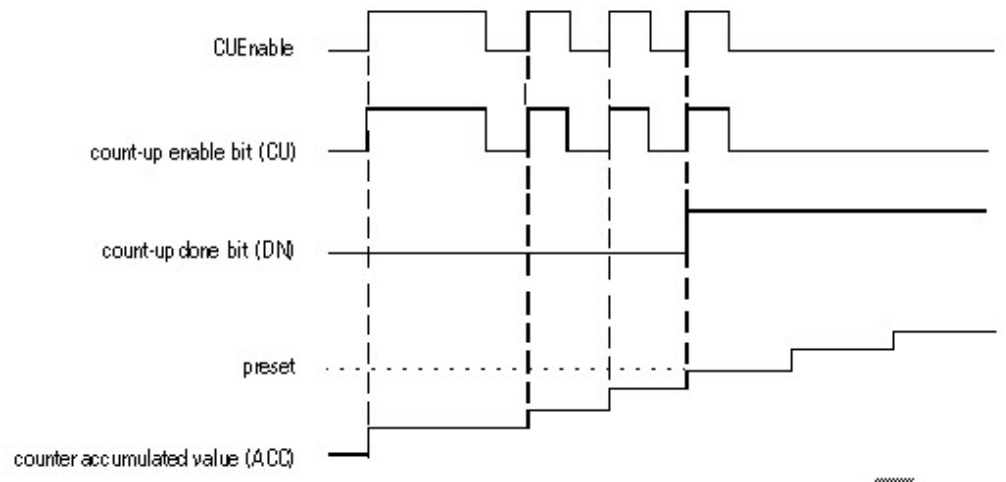 CUEnable
count-up enable bit (CU)
count-up done bit (DN)
preset
counter accumulated value (ACC)